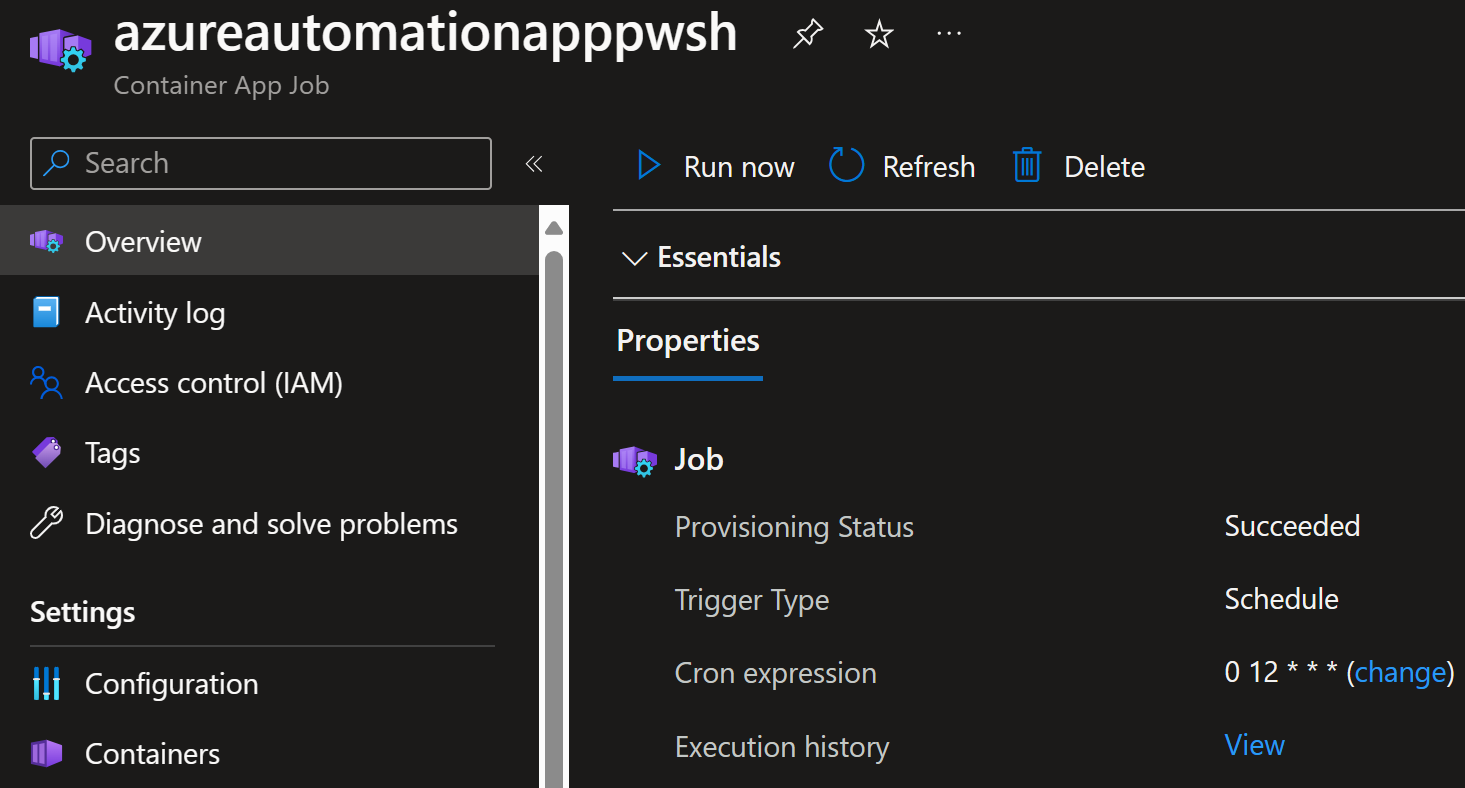 azureautomationapppwsh
Container App Job
Search
Run now
Refresh
Delete
Overview
Activity log
Access control (IAM)
Tags
Diagnose and solve problems
Settings
Configuration
Containers
Essentials
Properties
Job
Provisioning Status Succeeded
Trigger Type Schedule
Cron expression 0 12 * * * (change)
Execution history View